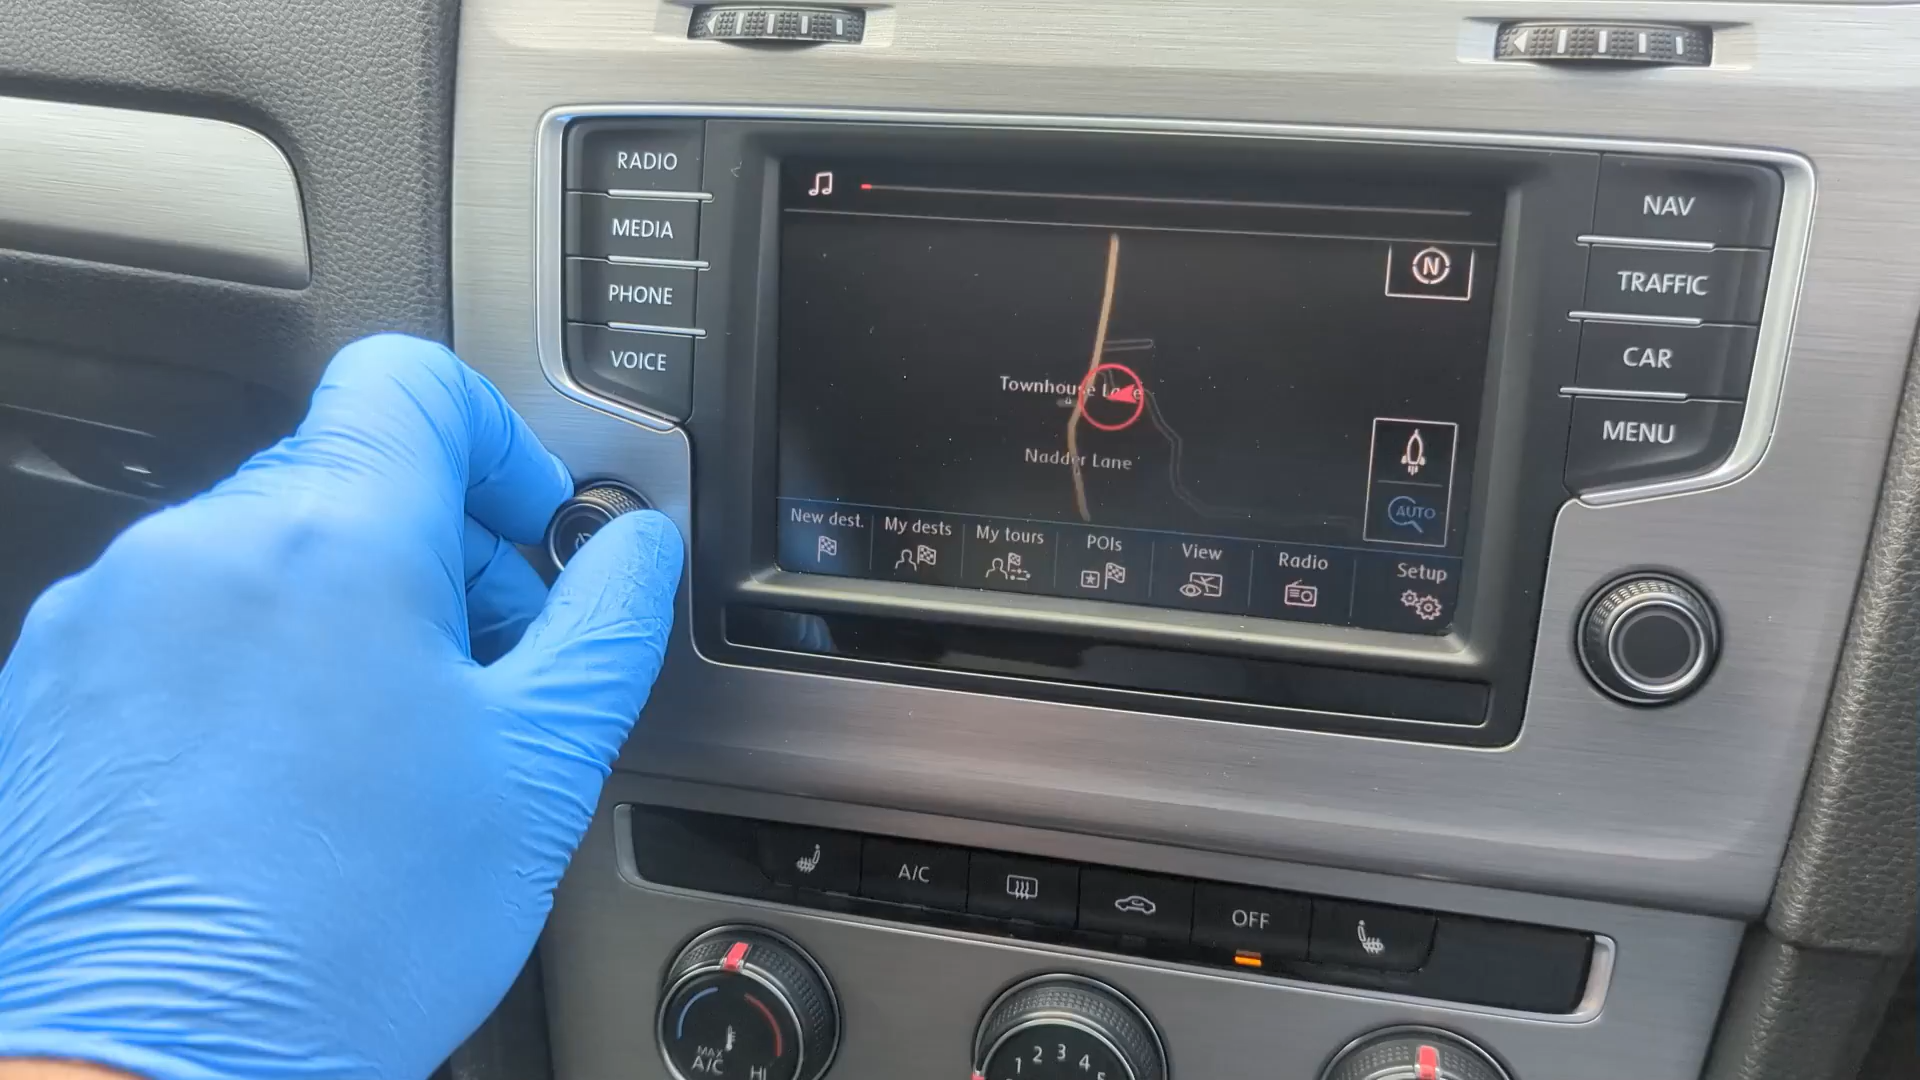 RADIO
MEDIA
PHONE
VOICE
N
Townhouse Lane
Nadder Lane
AUTO
New dest.
My dests
My tours
POIs
View
Radio
Setup
NAV
TRAFFIC
CAR
MENU
A/C
OFF
MAX
A/C
HI
1 2 3 4 5